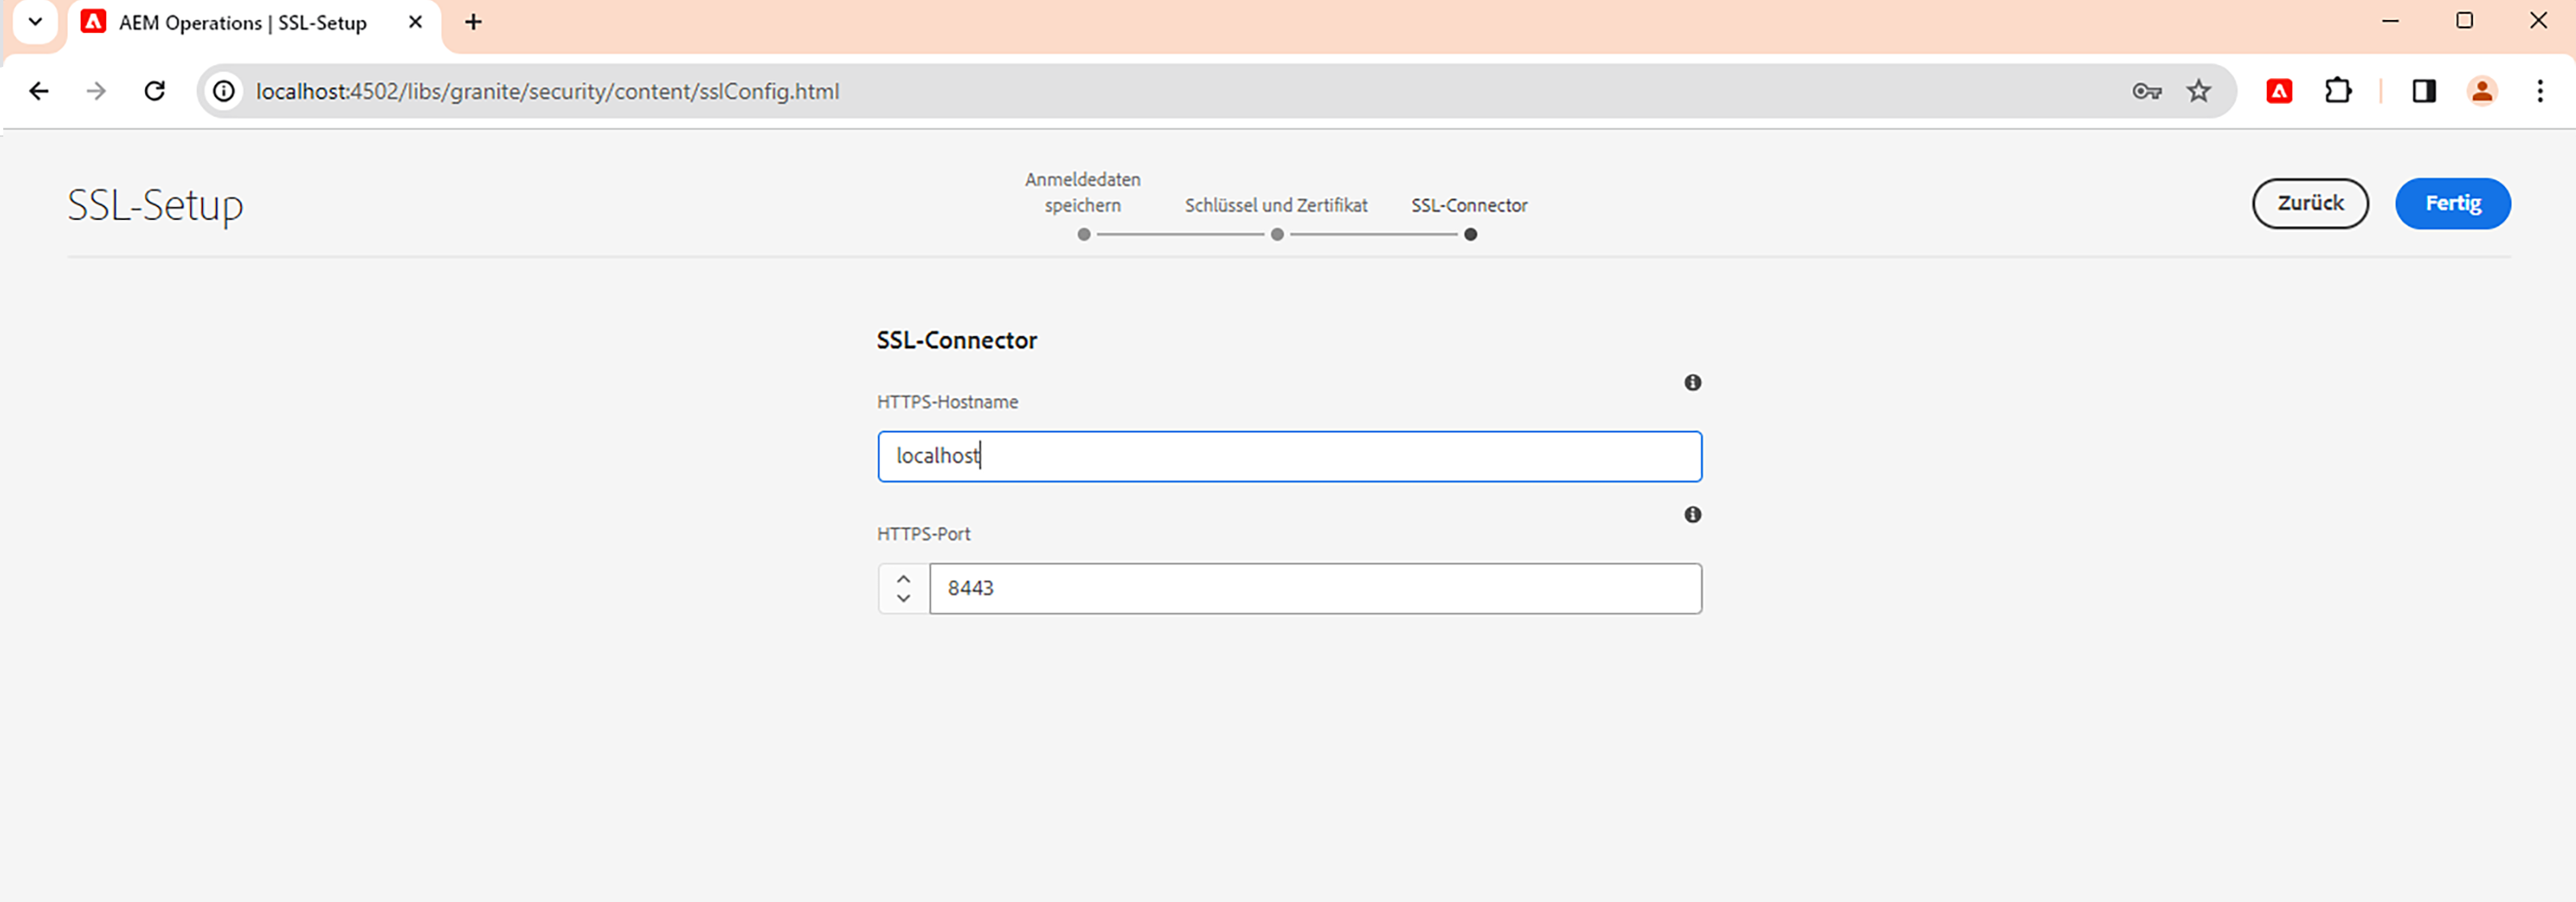 AEM Operations | SSL-Setup
localhost:4502/libs/granite/security/content/sslConfig.html
SSL-Setup
Anmeldedaten
speichern
Schlüssel und Zertifikat
SSL-Connector
Zurück
Fertig
SSL-Connector
HTTPS-Hostname
localhost
HTTPS-Port
8443